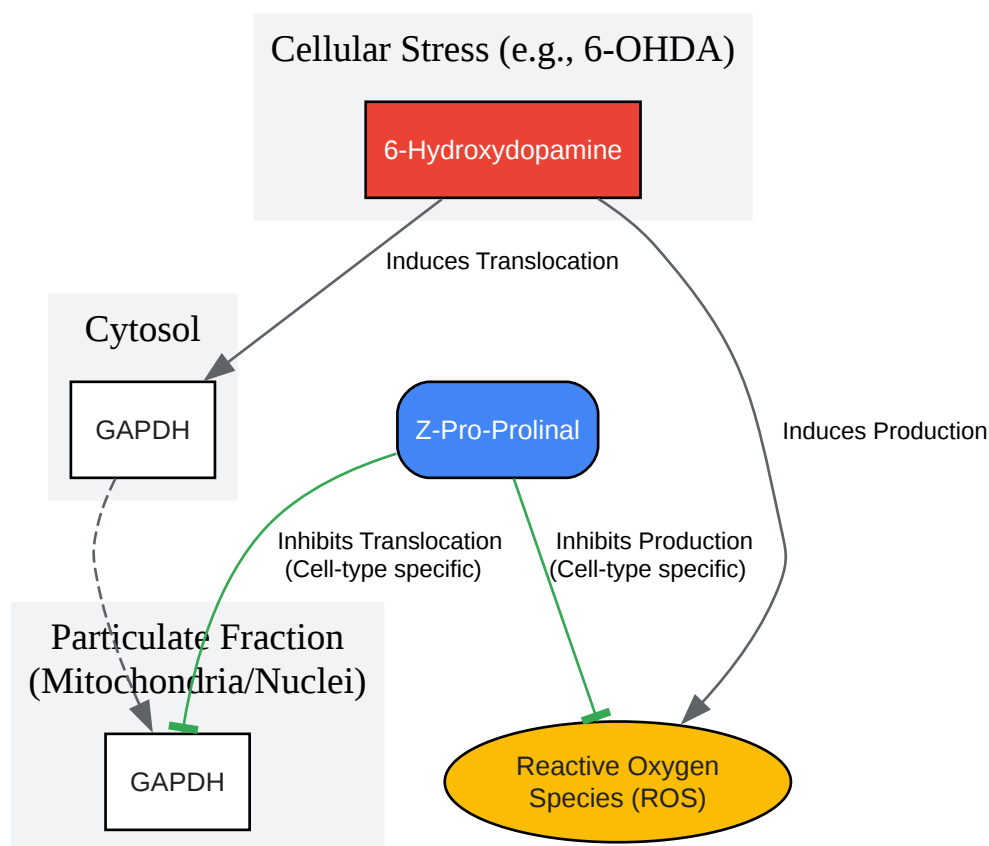 Cellular Stress (e.g., 6-OHDA)
6-Hydroxydopamine
Induces Translocation
Cytosol
GAPDH
Z-Pro-Prolinal
Induces Production
Inhibits Translocation
(Cell-type specific)
Inhibits Production
(Cell-type specific)
Particulate Fraction
(Mitochondria/Nuclei)
GAPDH
Reactive Oxygen
Species (ROS)